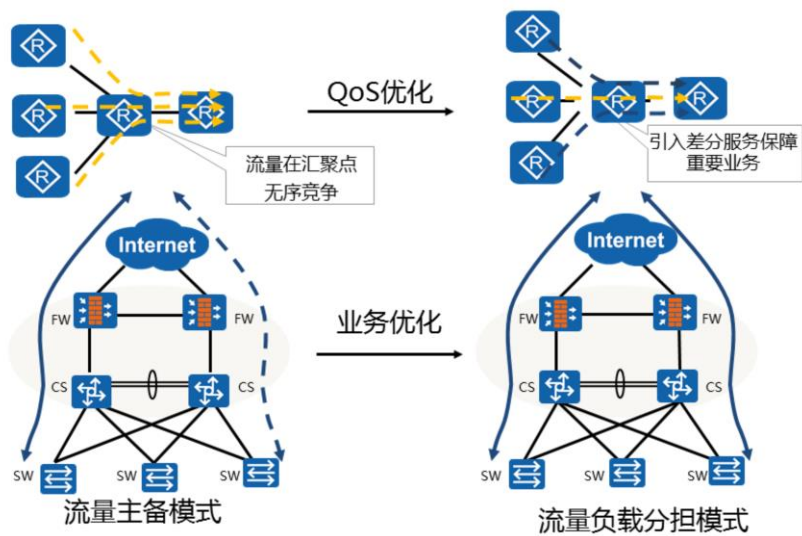 R
R
R
R
R
流量在汇聚点
无序竞争
QoS优化
R
R
R
R
R
引入差分服务保障
重要业务
Internet
FW
FW
CS
CS
SW
SW
SW
流量主备模式
业务优化
Internet
FW
FW
CS
CS
SW
SW
SW
流量负载分担模式